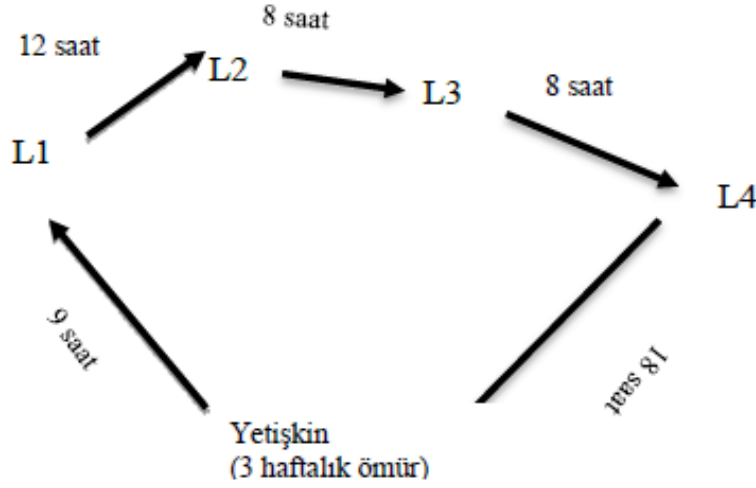 8 saat
12 saat
L2
L3
8 saat
L1
L4
9 saat
18 saat
Yetişkin
(3 haftalık ömür)